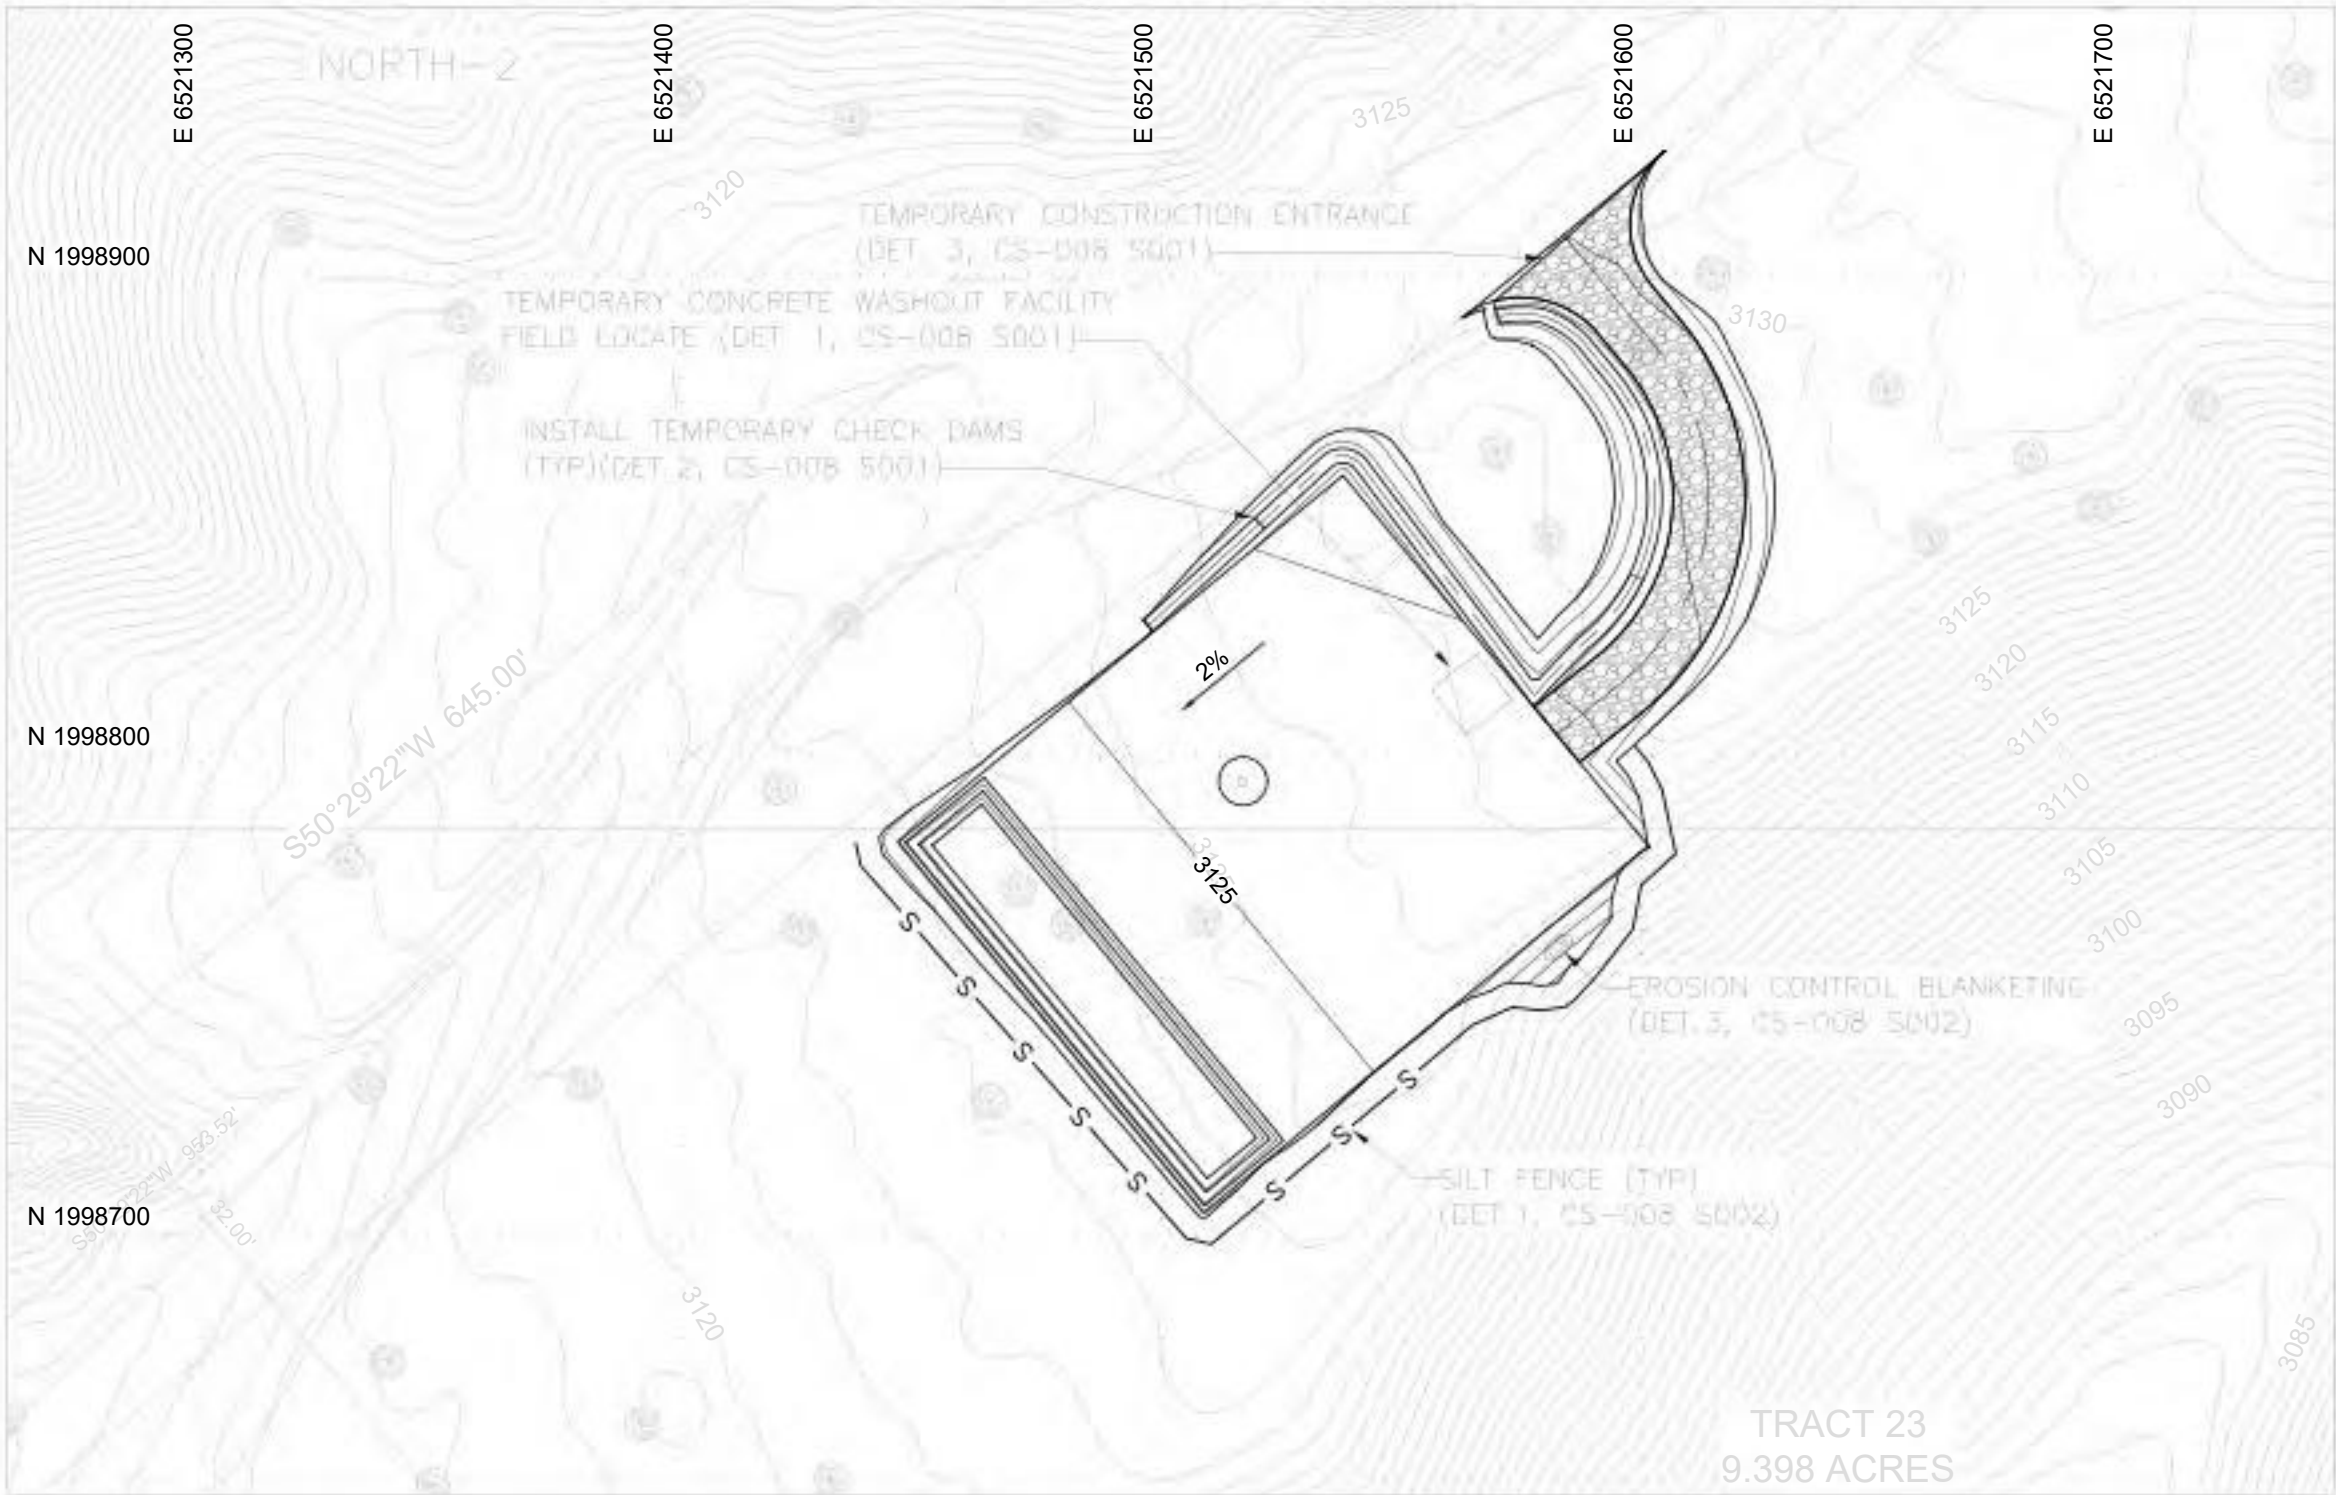 E 6521300
E 6521400
E 6521500
E 6521600
E 6521700
NORTH-2
3125
3120
TEMPORARY CONSTRUCTION ENTRANCE
(DET. 3, CS-008 S001)
N 1998900
TEMPORARY CONCRETE WASHOUT FACILITY
FIELD LOCATE (DET 1, CS-008 S001)
3130
INSTALL TEMPORARY CHECK DAMS
(TYP)(DET 2, CS-008 S001)
3125
3120
2%
S50°29'22"W 645.00'
N 1998800
3115
3110
3125
3105
3100
S
S
S
S
S
S
S
S
EROSION CONTROL BLANKETING
(DET 3, CS-008 S002)
3095
3090
953.52'
SILT FENCE (TYP)
(DET 1, CS-008 S002)
N 1998700
32.00'
3120
3085
TRACT 23
9.398 ACRES